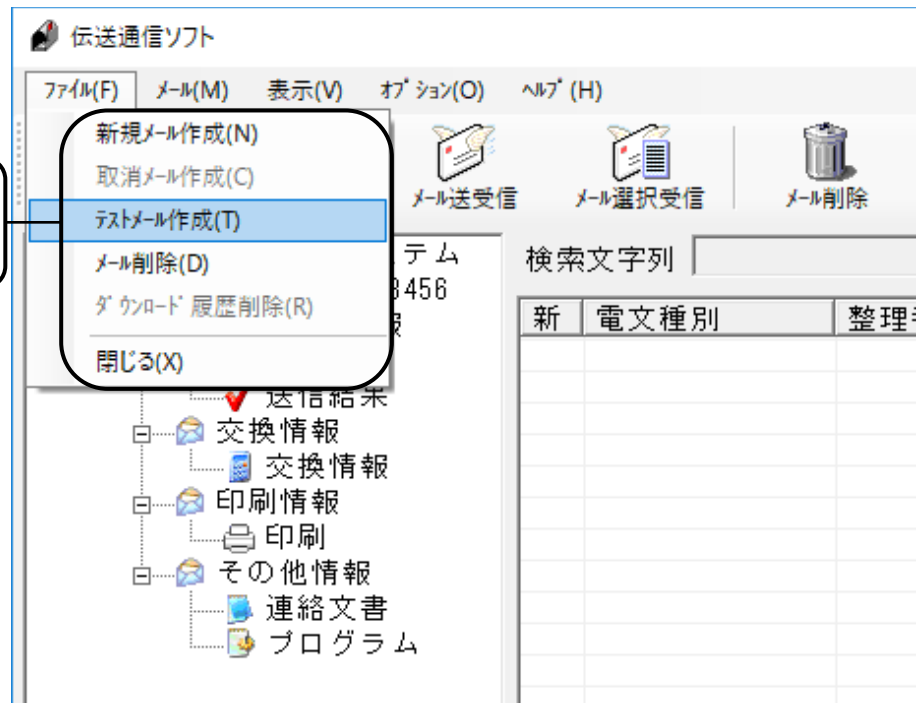 伝送通信ソフト
ﾌｧｲﾙ(F) ﾒｰﾙ(M) 表示(V) ｵﾌﾟｼｮﾝ(O) ﾍﾙﾌﾟ(H)
新規ﾒｰﾙ作成(N)
取消ﾒｰﾙ作成(C)
ﾃｽﾄﾒｰﾙ作成(T)
ﾒｰﾙ削除(D)
ﾀﾞｳﾝﾛｰﾄﾞ履歴削除(R)
閉じる(X)
ﾒｰﾙ送受信 ﾒｰﾙ選択受信 ﾒｰﾙ削除
テム
3456
検索文字列
新 電文種別 整理
送信結果
交換情報
交換情報
印刷情報
印刷
その他情報
連絡文書
プログラム